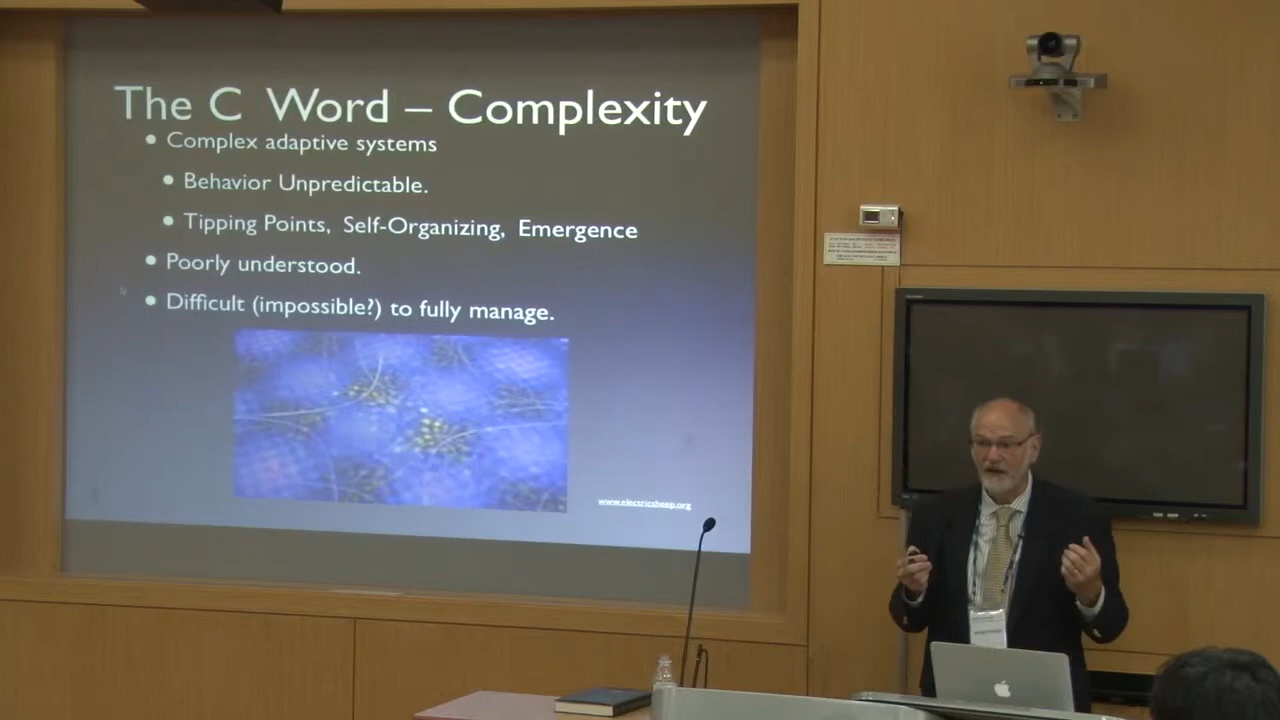 The C Word – Complexity
• Complex adaptive systems
• Behavior Unpredictable.
• Tipping Points, Self-Organizing, Emergence
• Poorly understood.
• Difficult (impossible?) to fully manage.
www.electricsheep.org